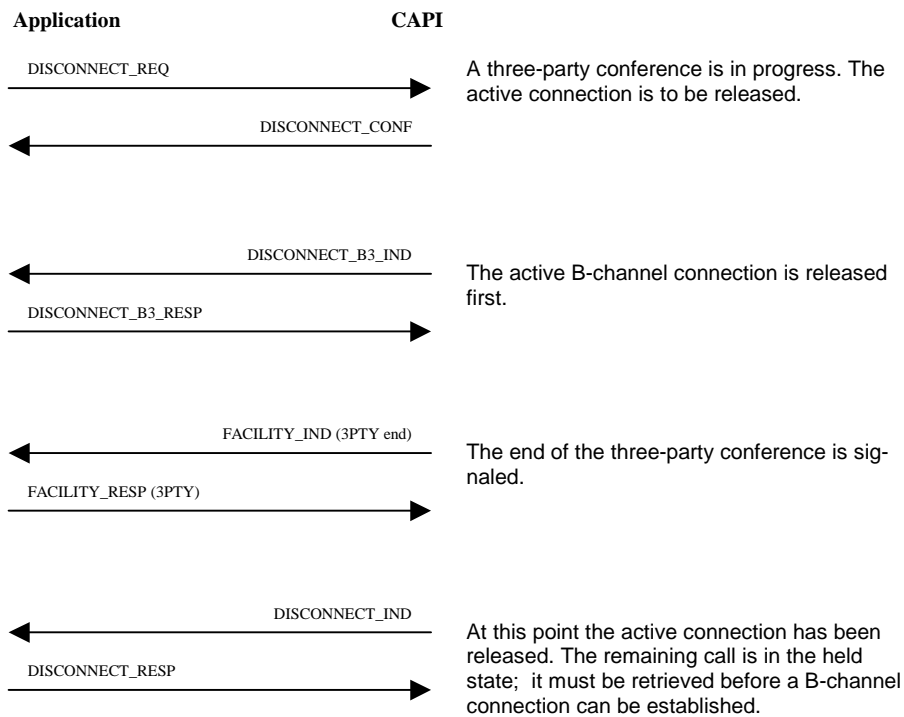 Application CAPI
DISCONNECT_REQ
A three-party conference is in progress. The
active connection is to be released.
DISCONNECT_CONF
DISCONNECT_B3_IND
The active B-channel connection is released
first.
DISCONNECT_B3_RESP
FACILITY_IND (3PTY end)
The end of the three-party conference is sig-
naled.
FACILITY_RESP (3PTY)
DISCONNECT_IND
At this point the active connection has been
released. The remaining call is in the held
state;  it must be retrieved before a B-channel
connection can be established.
DISCONNECT_RESP